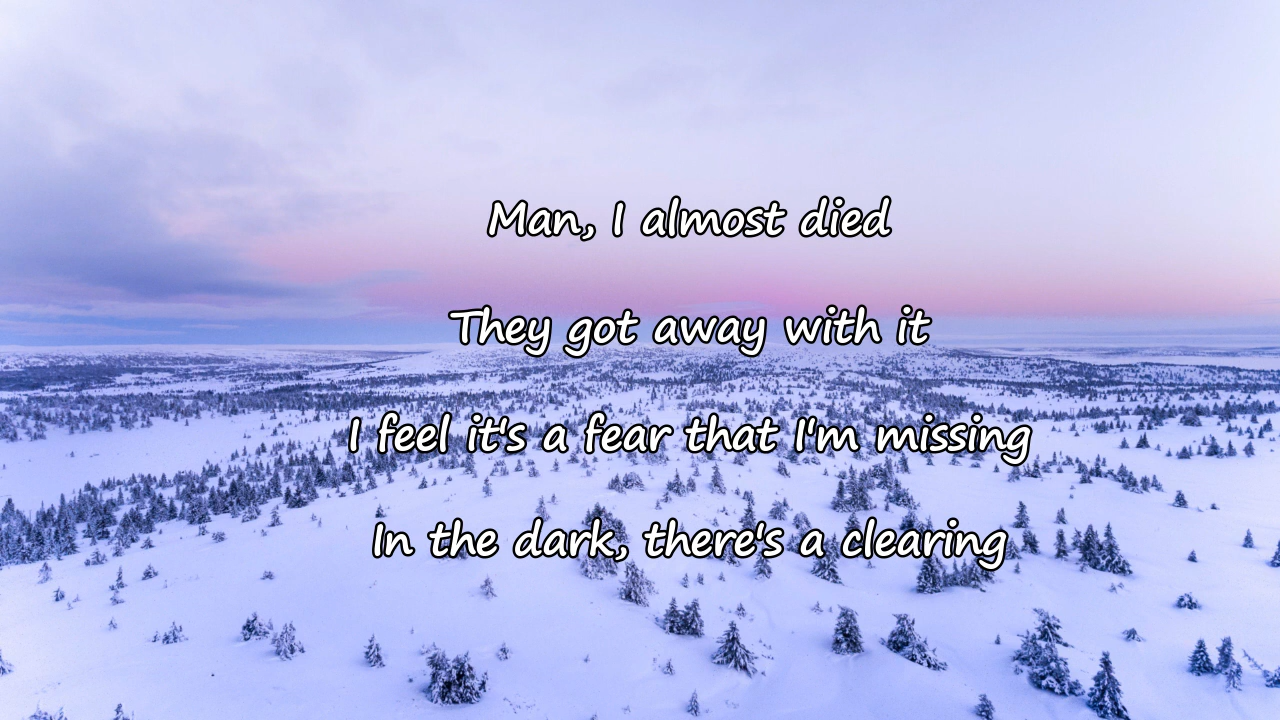 Man, I almost died
They got away with it
I feel it's a fear that I'm missing
In the dark, there's a clearing